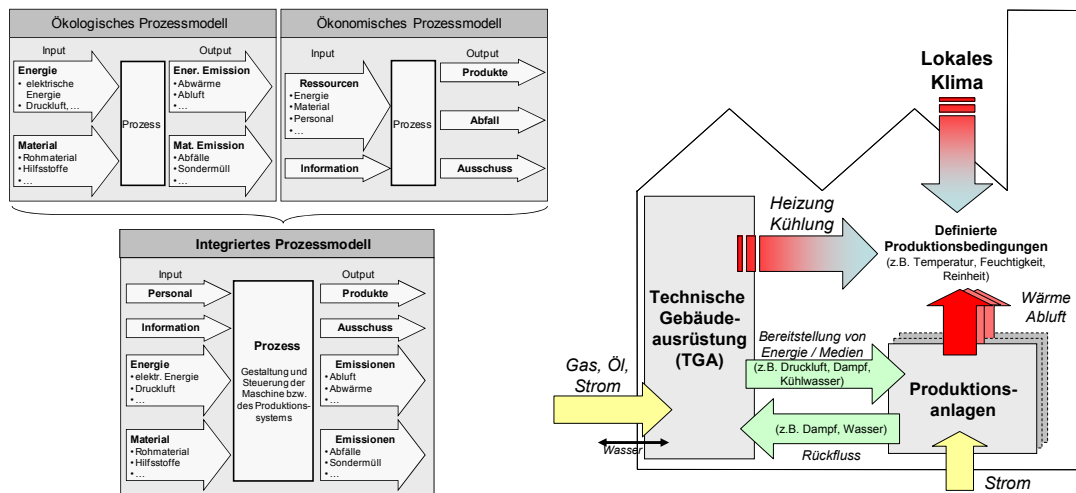 Ökologisches Prozessmodell
Input
Output
Energie
• elektrische
Energie
• Druckluft, …
Material
• Rohmaterial
• Hilfsstoffe
• …
Prozess
Ener. Emission
• Abwärme
• Abluft
• …
Mat. Emission
• Abfälle
• Sondermüll
• …
Ökonomisches Prozessmodell
Input
Output
Ressourcen
• Energie
• Material
• Personal
• …
Information
Prozess
Produkte
Abfall
Ausschuss
Integriertes Prozessmodell
Input
Output
Personal
Information
Energie
• elektr. Energie
• Druckluft
• …
Material
• Rohmaterial
• Hilfsstoffe
• …
Prozess
Gestaltung und
Steuerung der
Maschine bzw.
des Produktions-
systems
Produkte
Ausschuss
Emissionen
• Abluft
• Abwärme
• …
Emissionen
• Abfälle
• Sondermüll
• …
Lokales
Klima
Heizung
Kühlung
Definierte
Produktionsbedingungen
(z.B. Temperatur, Feuchtigkeit,
Reinheit)
Technische
Gebäude-
ausrüstung
(TGA)
Wärme
Abluft
Bereitstellung von
Energie / Medien
(z.B. Druckluft, Dampf,
Kühlwasser)
Gas, Öl,
Strom
Produktions-
anlagen
(z.B. Dampf, Wasser)
Wasser
Rückfluss
Strom